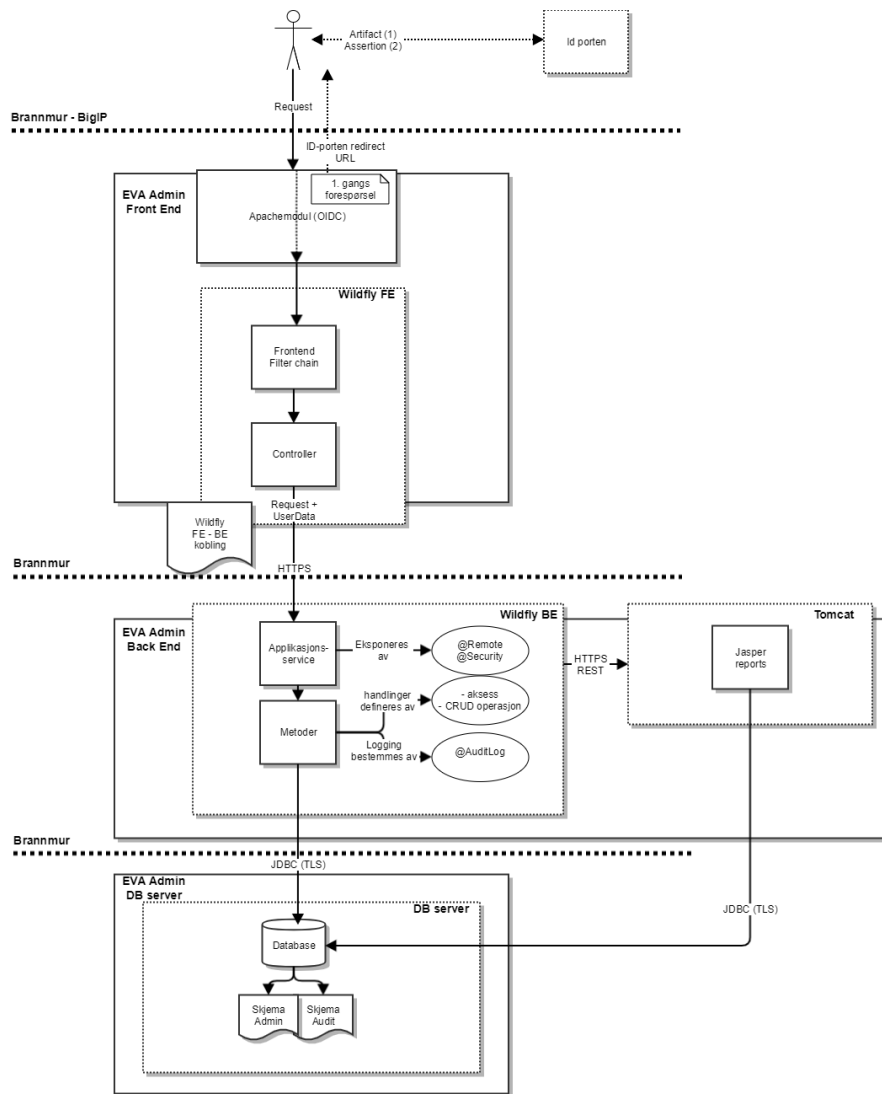 Artifact (1)
Assertion (2)
Id porten
Request
Brannmur - BigIP
ID-porten redirect
URL
EVA Admin
Front End
1. gangs
forespørsel
Apachemodul (OIDC)
Wildfly FE
Frontend
Filter chain
Controller
Request +
UserData
Wildfly
FE - BE
kobling
HTTPS
Brannmur
EVA Admin
Back End
Wildfly BE
Tomcat
Applikasjons-
service
Eksponeres
av
@Remote
@Security
HTTPS
REST
Jasper
reports
handlinger
defineres av
- aksess
- CRUD operasjon
Metoder
Logging
bestemmes av
@AuditLog
Brannmur
JDBC (TLS)
EVA Admin
DB server
DB server
JDBC (TLS)
Database
Skjema
Admin
Skjema
Audit